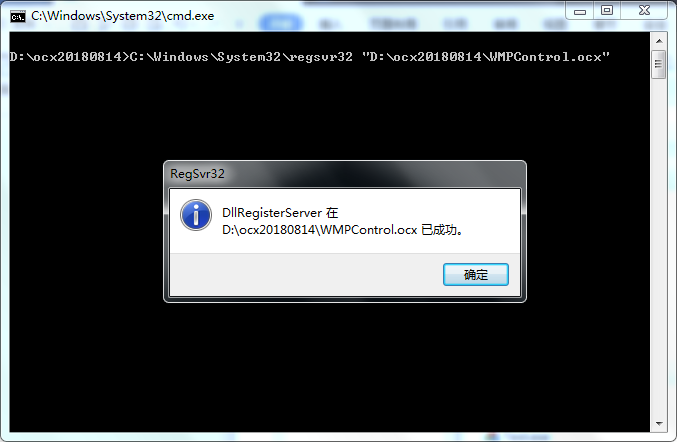 C:\Windows\System32\cmd.exe
D:\ocx20180814>C:\Windows\System32\regsvr32 "D:\ocx20180814\WMPControl.ocx"
RegSvr32
DllRegisterServer 在
D:\ocx20180814\WMPControl.ocx 已成功。
确定